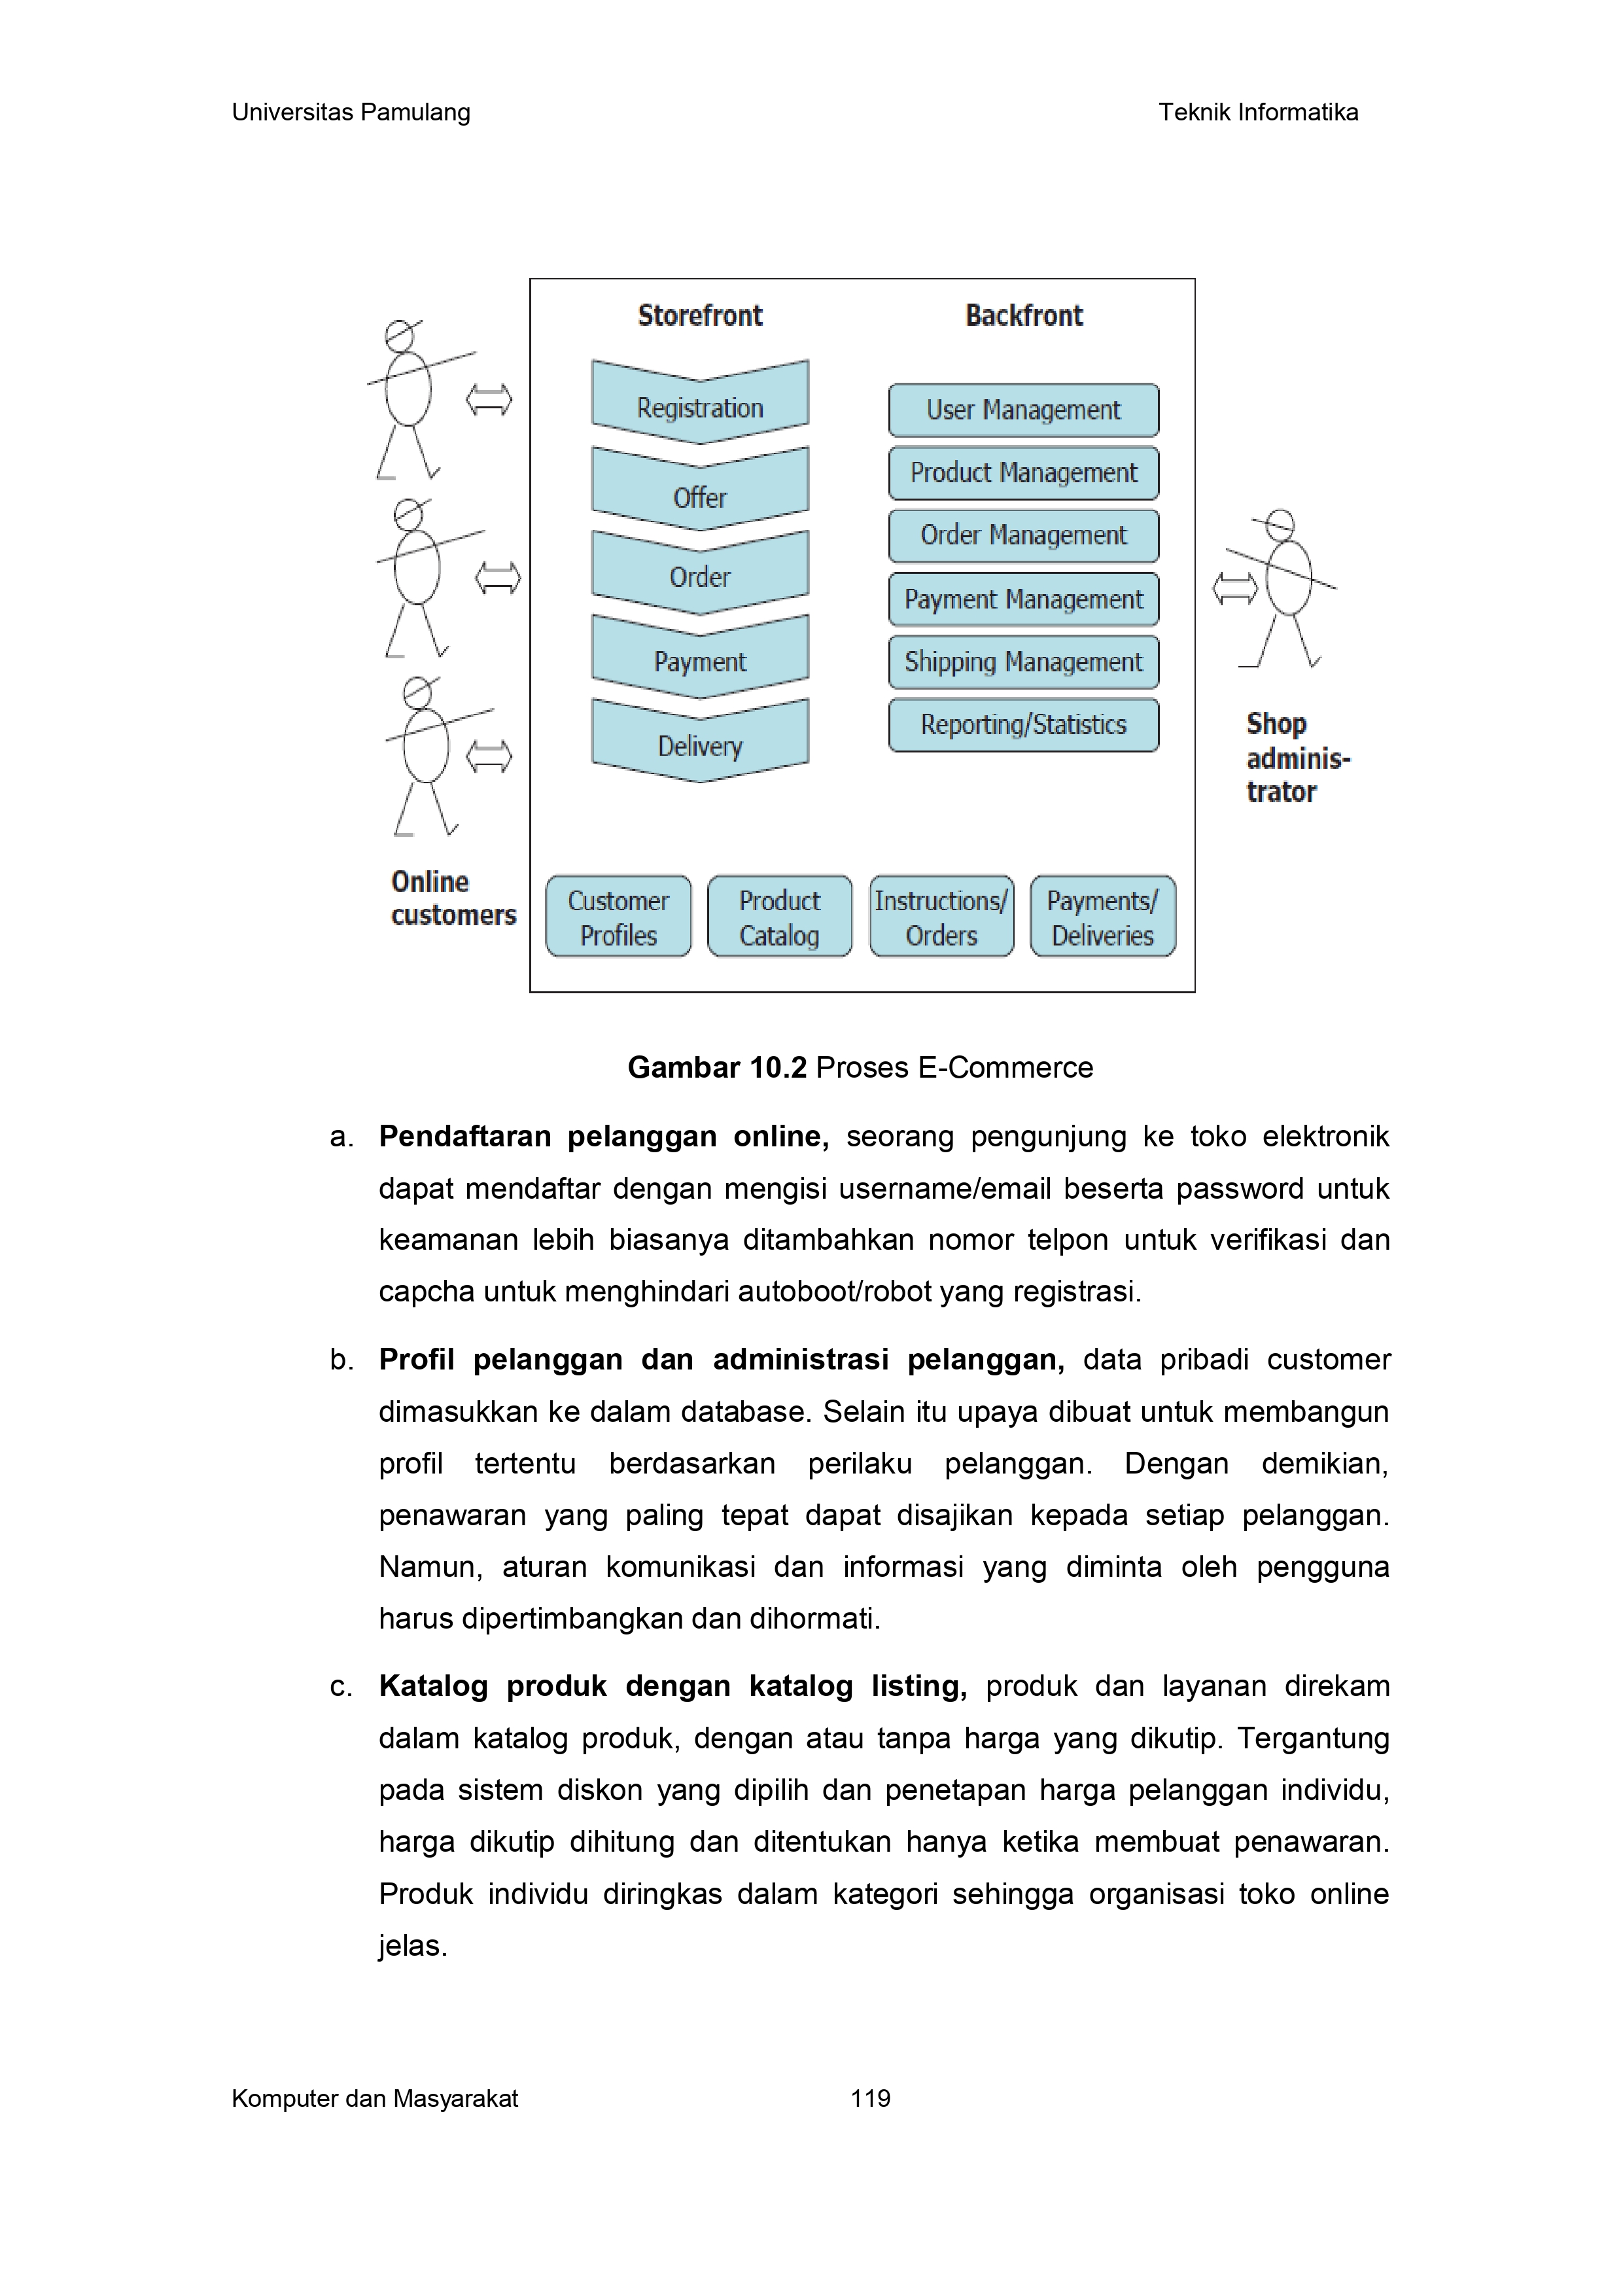 Universitas Pamulang Teknik Informatika
Storefront Backfront
Registration
Offer
Order
Payment
Delivery
User Management
Product Management
Order Management
Payment Management
Shipping Management
Reporting/Statistics
Shop
adminis-
trator
Online
customers
Customer
Profiles
Product
Catalog
Instructions/
Orders
Payments/
Deliveries
Gambar 10.2 Proses E-Commerce
a. Pendaftaran pelanggan online, seorang pengunjung ke toko elektronik
dapat mendaftar dengan mengisi username/email beserta password untuk
keamanan lebih biasanya ditambahkan nomor telpon untuk verifikasi dan
capcha untuk menghindari autoboot/robot yang registrasi.
b. Profil pelanggan dan administrasi pelanggan, data pribadi customer
dimasukkan ke dalam database. Selain itu upaya dibuat untuk membangun
profil tertentu berdasarkan perilaku pelanggan. Dengan demikian,
penawaran yang paling tepat dapat disajikan kepada setiap pelanggan.
Namun, aturan komunikasi dan informasi yang diminta oleh pengguna
harus dipertimbangkan dan dihormati.
c. Katalog produk dengan katalog listing, produk dan layanan direkam
dalam katalog produk, dengan atau tanpa harga yang dikutip. Tergantung
pada sistem diskon yang dipilih dan penetapan harga pelanggan individu,
harga dikutip dihitung dan ditentukan hanya ketika membuat penawaran.
Produk individu diringkas dalam kategori sehingga organisasi toko online
jelas.
Komputer dan Masyarakat 119